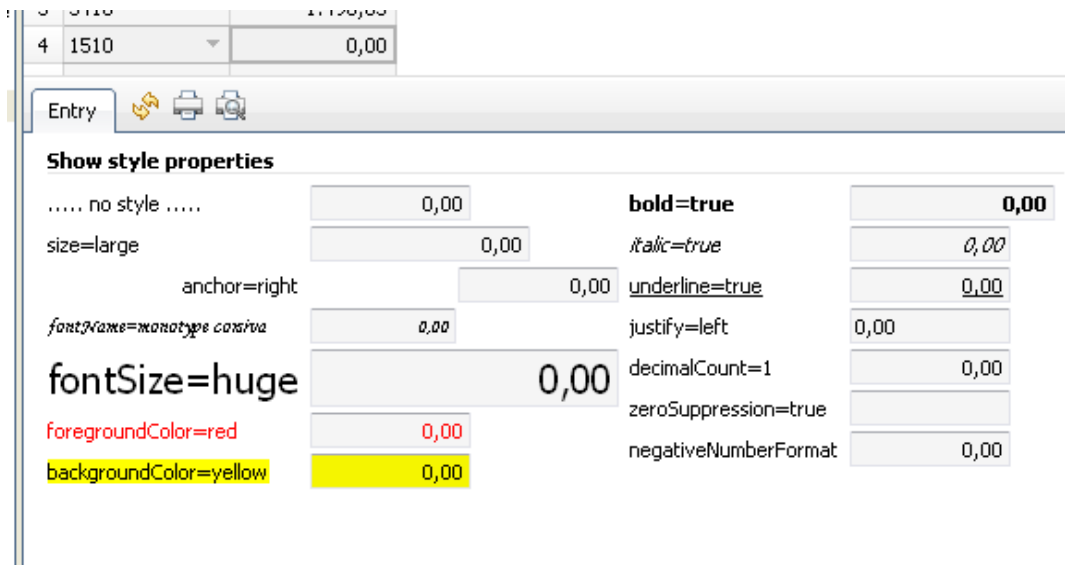 4 1510 0,00
Entry
Show style properties
..... no style ..... 0,00
size=large 0,00
anchor=right 0,00
fontName=monotype corsiva 0,00
fontSize=huge 0,00
foregroundColor=red 0,00
backgroundColor=yellow 0,00
bold=true 0,00
italic=true 0,00
underline=true 0,00
justify=left 0,00
decimalCount=1 0,00
zeroSuppression=true
negativeNumberFormat 0,00